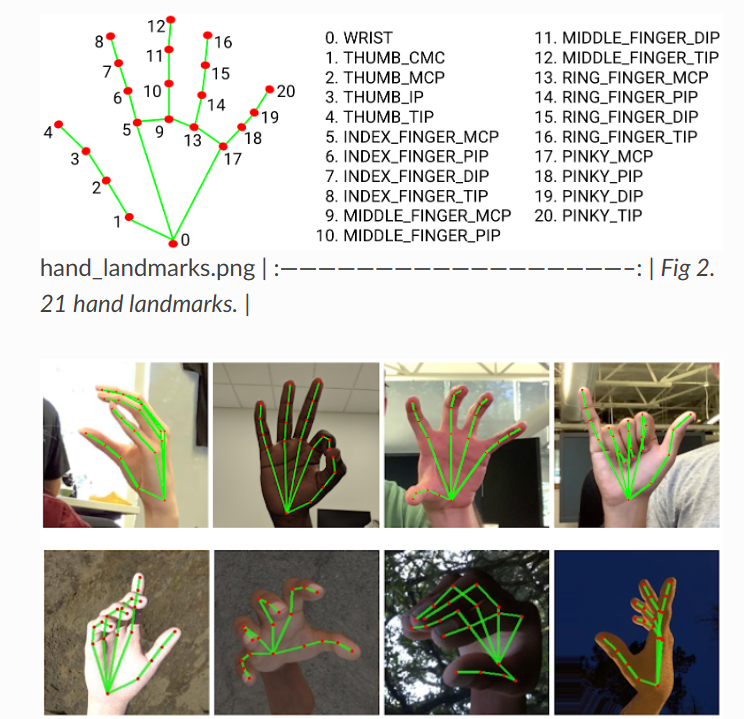 12
8
16
11
7
15
10
6
14
20
19
4
5
9
13
18
3
17
2
1
0
0. WRIST
1. THUMB_CMC
2. THUMB_MCP
3. THUMB_IP
4. THUMB_TIP
5. INDEX_FINGER_MCP
6. INDEX_FINGER_PIP
7. INDEX_FINGER_DIP
8. INDEX_FINGER_TIP
9. MIDDLE_FINGER_MCP
10. MIDDLE_FINGER_PIP
11. MIDDLE_FINGER_DIP
12. MIDDLE_FINGER_TIP
13. RING_FINGER_MCP
14. RING_FINGER_PIP
15. RING_FINGER_DIP
16. RING_FINGER_TIP
17. PINKY_MCP
18. PINKY_PIP
19. PINKY_DIP
20. PINKY_TIP
hand_landmarks.png | :———————————————————–: | Fig 2.
21 hand landmarks. |